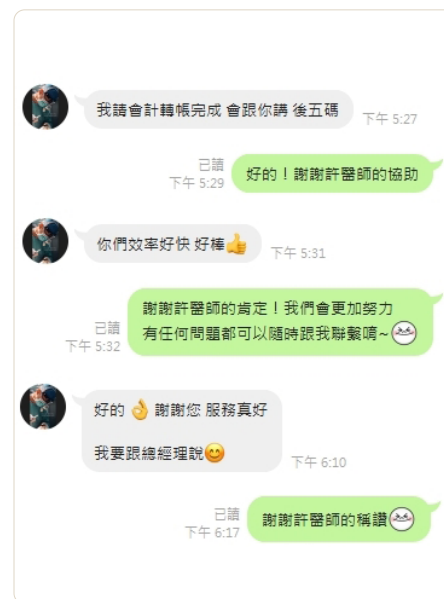 我請會計轉帳完成 會跟你講 後五碼
下午 5:27
已讀
下午 5:29
好的！謝謝許醫師的協助
你們效率好快 好棒👍
下午 5:31
謝謝許醫師的肯定！我們會更加努力
有任何問題都可以隨時跟我聯繫唷~
已讀
下午 5:32
好的 👌 謝謝您 服務真好
我要跟總經理說😊
下午 6:10
已讀
下午 6:17
謝謝許醫師的稱讚